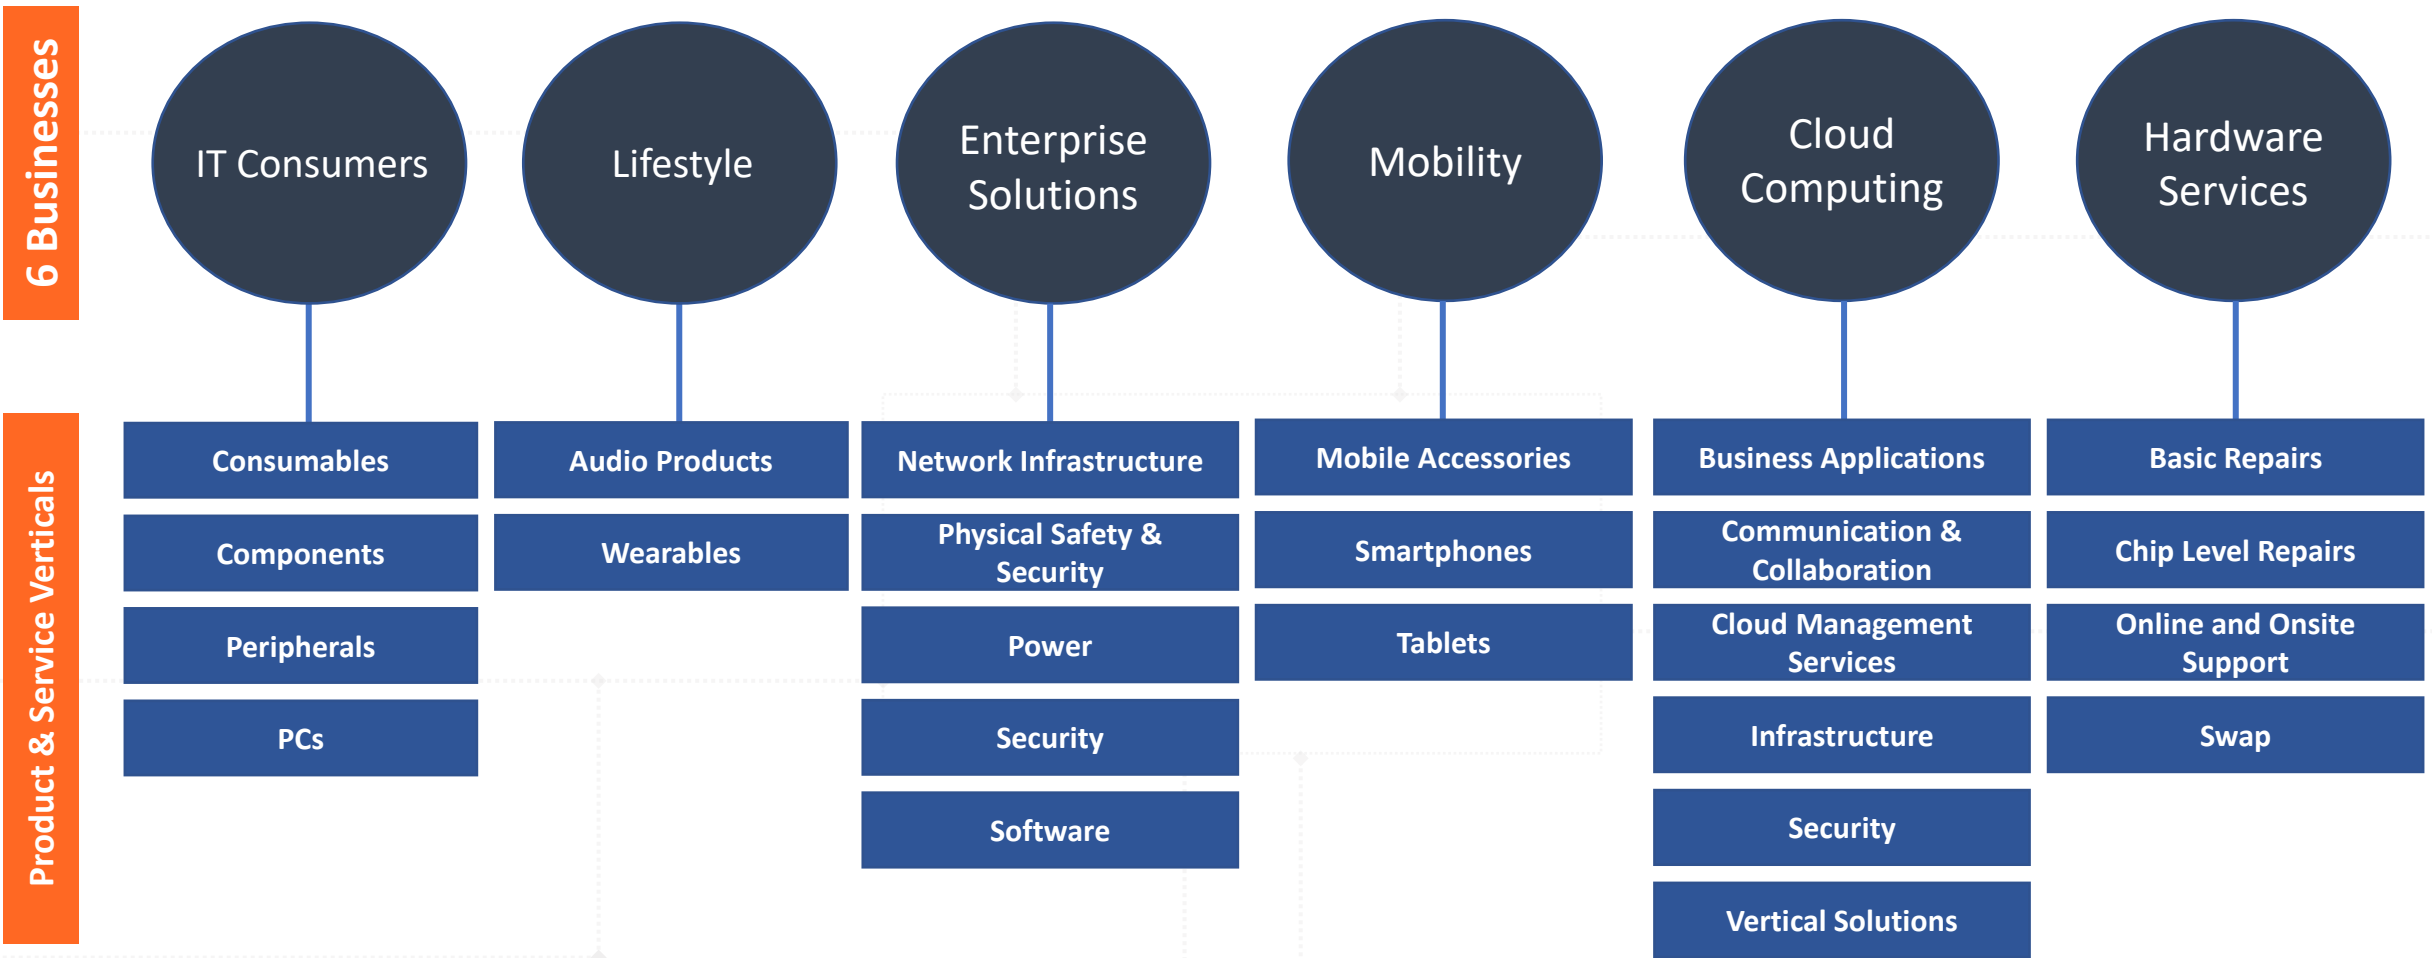 6 Businesses
IT Consumers
Lifestyle
Enterprise
Solutions
Mobility
Cloud
Computing
Hardware
Services
Product & Service Verticals
Consumables
Components
Peripherals
PCs
Audio Products
Wearables
Network Infrastructure
Physical Safety &
Security
Power
Security
Software
Mobile Accessories
Smartphones
Tablets
Business Applications
Communication &
Collaboration
Cloud Management
Services
Infrastructure
Security
Vertical Solutions
Basic Repairs
Chip Level Repairs
Online and Onsite
Support
Swap